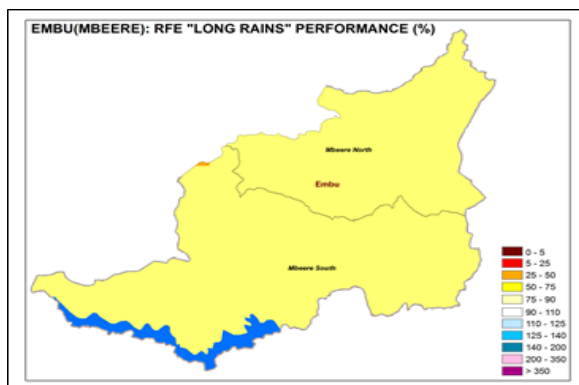 EMBU(MBEERE): RFE "LONG RAINS" PERFORMANCE (%)
Mbeere North
Embu
Mbeere South
0 - 5
5 - 25
25 - 50
50 - 75
75 - 90
90 - 110
110 - 125
125 - 140
140 - 200
200 - 350
> 350